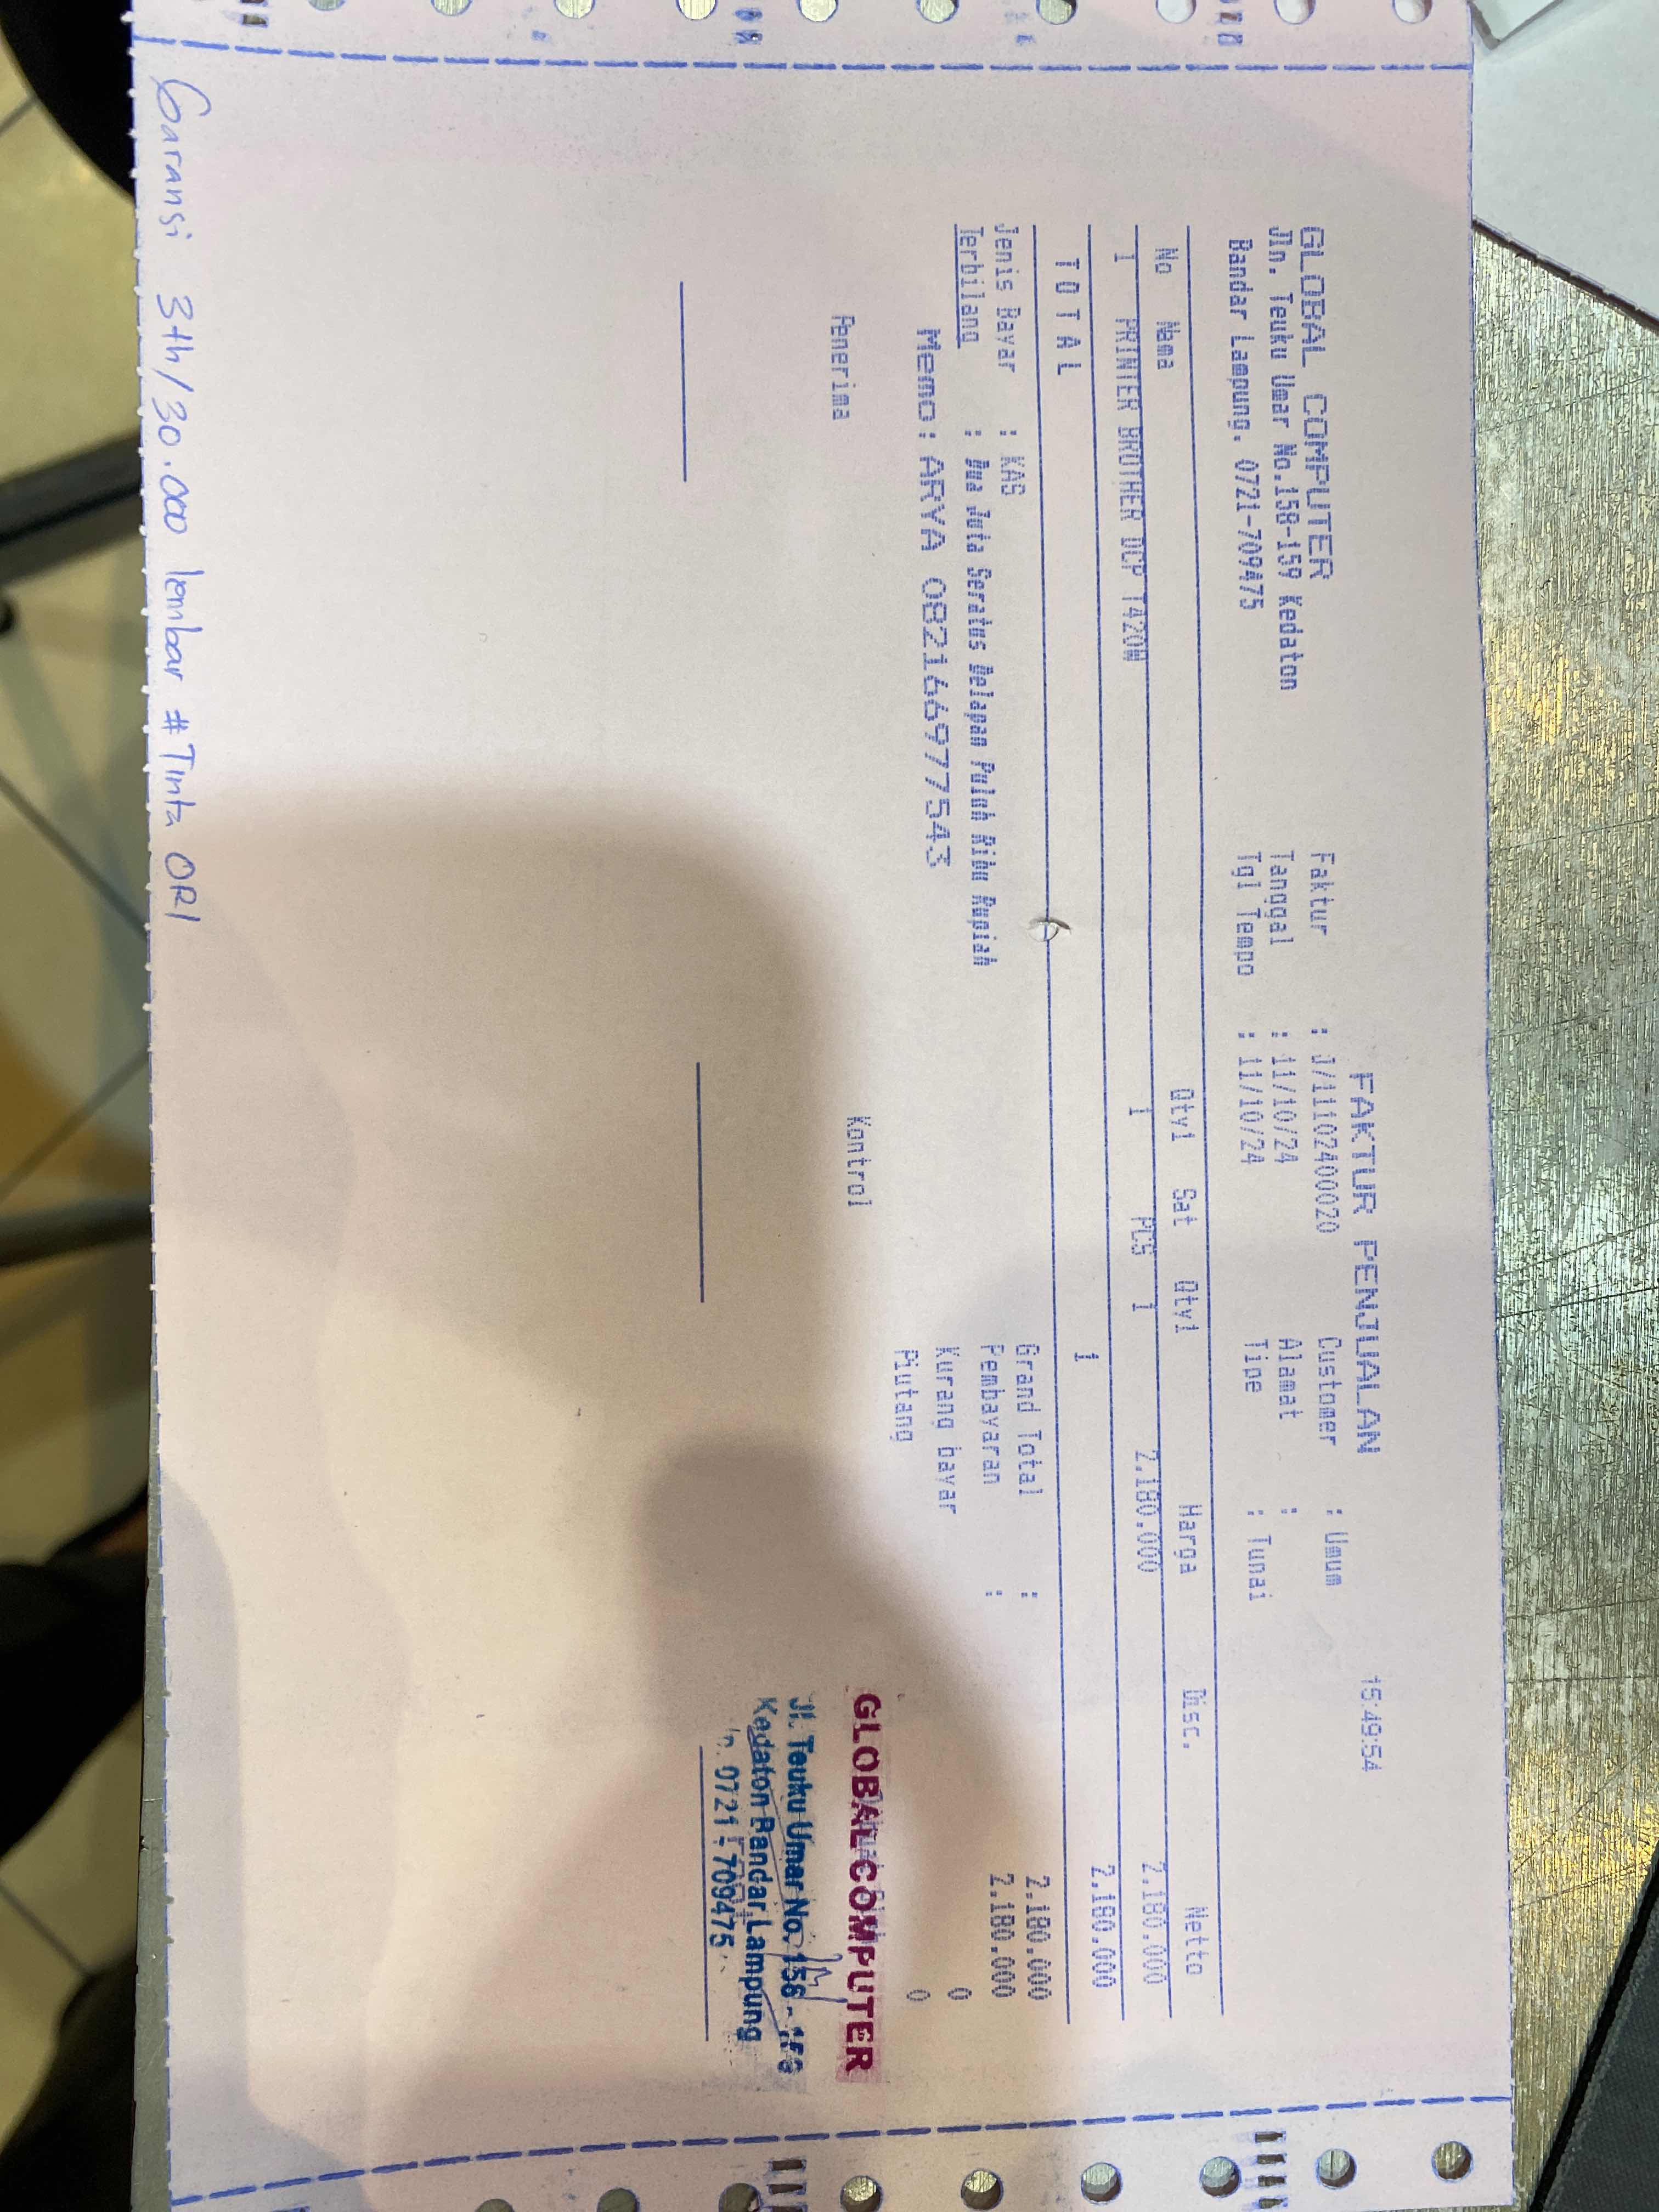 FAKTUR PENJUALAN 15:49:54
GLOBAL COMPUTER Faktur : J/1110240020 Customer : Umum
Jln. Teuku Umar No.158-159 Kedaton Tanggal : 11/10/24 Alamat :
Bandar Lampung. 0721-709475 Tgl Tempo : 11/10/24 Tipe : Tunai
No Nama Qty1 Sat Qty1 Harga Disc. Netto
1 PRINTER BROTHER DCP T420W 1 PCS 1 2.180.000 2.180.000
T O T A L 1 2.180.000
Jenis Bayar : KAS Grand Total : 2.180.000
Terbilang : Dua Juta Seratus Delapan Puluh Ribu Rupiah Pembayaran : 2.180.000
Memo: ARYA 082166977543 Kurang bayar 0
Piutang 0
Penerima Kontrol
GLOBAL COMPUTER
Jl. Teuku Umar No. 158 - 159
Kedaton Bandar Lampung
0721 - 709475
Garansi 3th/30.000 lembar #Tinta ORI